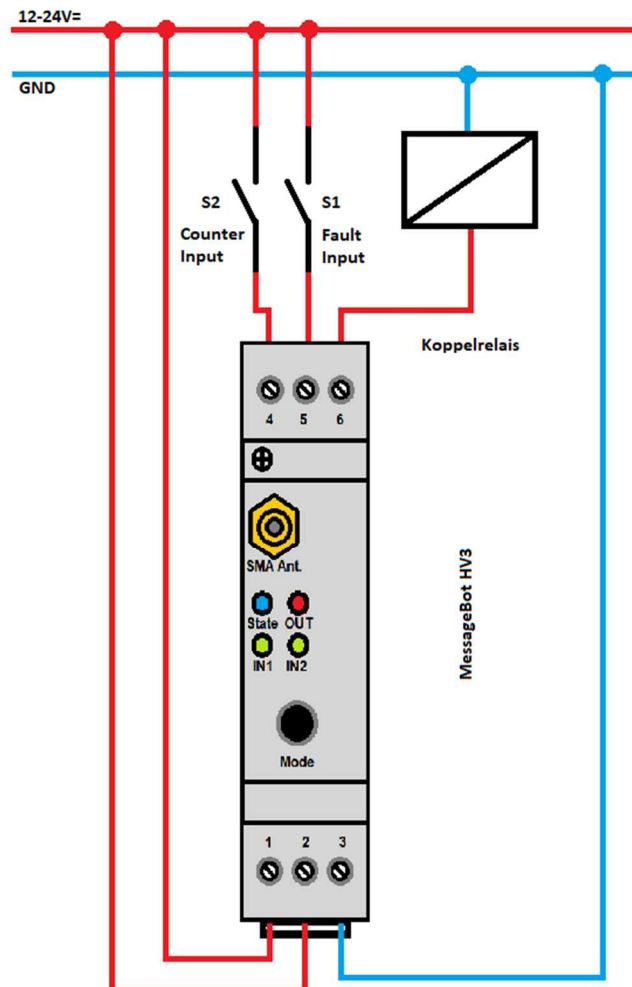 12-24V=
GND
S2
Counter
Input
S1
Fault
Input
Koppelrelais
4 5 6
SMA Ant.
State OUT
IN1 IN2
Mode
MessageBot HV3
1 2 3